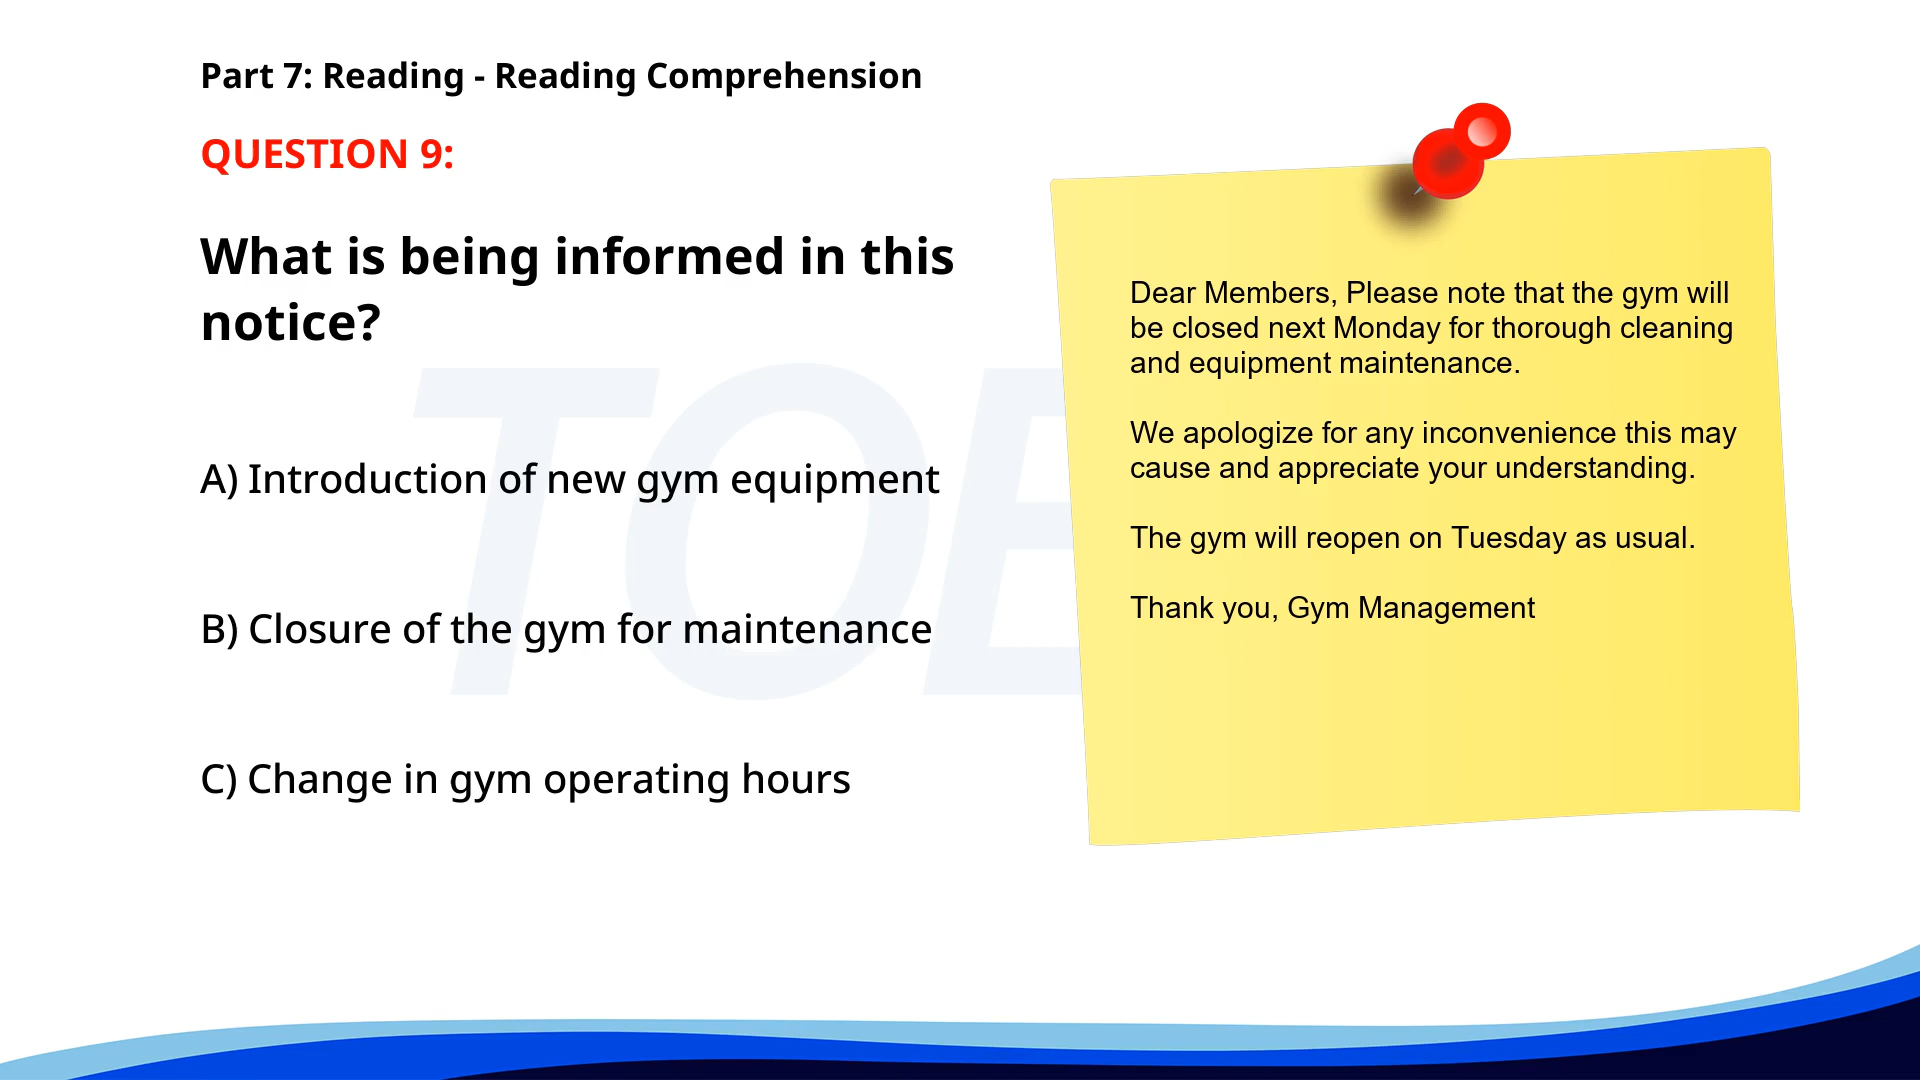 Part 7: Reading - Reading Comprehension
QUESTION 9:
What is being informed in this
notice?
A) Introduction of new gym equipment
B) Closure of the gym for maintenance
C) Change in gym operating hours
Dear Members, Please note that the gym will
be closed next Monday for thorough cleaning
and equipment maintenance.
We apologize for any inconvenience this may
cause and appreciate your understanding.
The gym will reopen on Tuesday as usual.
Thank you, Gym Management